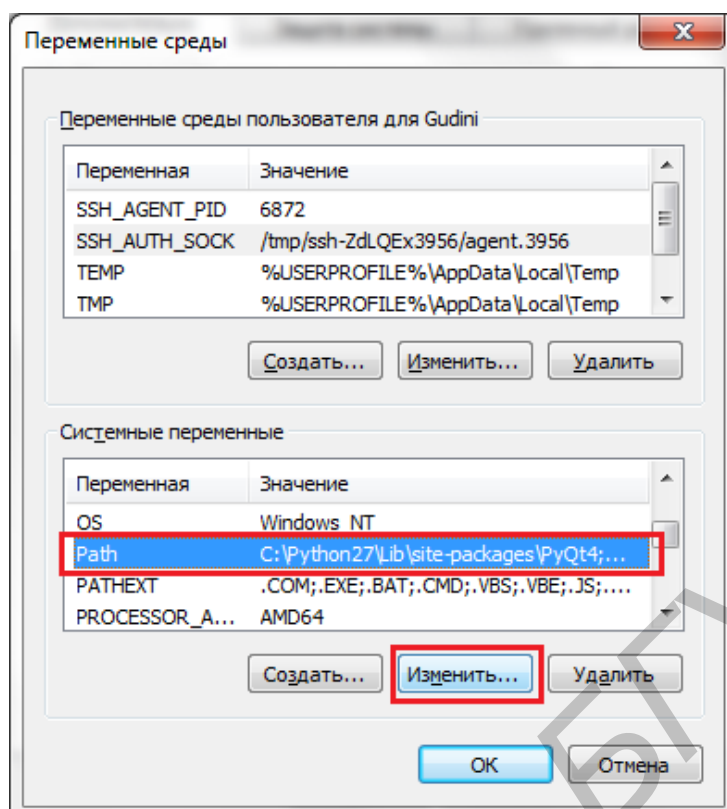 Переменные среды
Переменные среды пользователя для Gudini
Переменная Значение
SSH_AGENT_PID 6872
SSH_AUTH_SOCK /tmp/ssh-ZdLQEx3956/agent.3956
TEMP %USERPROFILE%\AppData\Local\Temp
TMP %USERPROFILE%\AppData\Local\Temp
Создать... Изменить... Удалить
Системные переменные
Переменная Значение
OS Windows_NT
Path C:\Python27\Lib\site-packages\PyQt4;...
PATHEXT .COM;.EXE;.BAT;.CMD;.VBS;.VBE;.JS;....
PROCESSOR_A... AMD64
Создать... Изменить... Удалить
OK Отмена